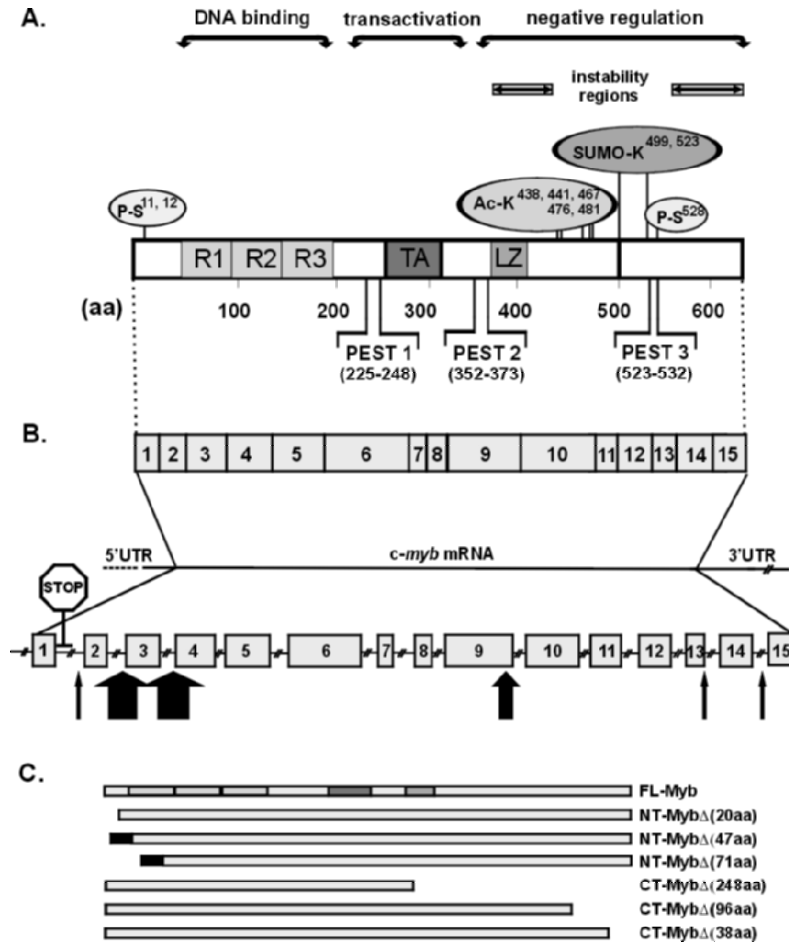 A.
DNA binding transactivation negative regulation
instability
regions
SUMO-K 499, 523
P-S 11, 12
Ac-K 438, 441, 467
476, 481
P-S 528
R1 R2 R3 TA LZ
(aa) 100 200 300 400 500 600
PEST 1 PEST 2 PEST 3
(225-248) (352-373) (523-532)
B.
1 2 3 4 5 6 7 8 9 10 11 12 13 14 15
5'UTR c-myb mRNA 3'UTR
STOP
1 2 3 4 5 6 7 8 9 10 11 12 13 14 15
C.
FL-Myb
NT-MybΔ(20aa)
NT-MybΔ(47aa)
NT-MybΔ(71aa)
CT-MybΔ(248aa)
CT-MybΔ(96aa)
CT-MybΔ(38aa)